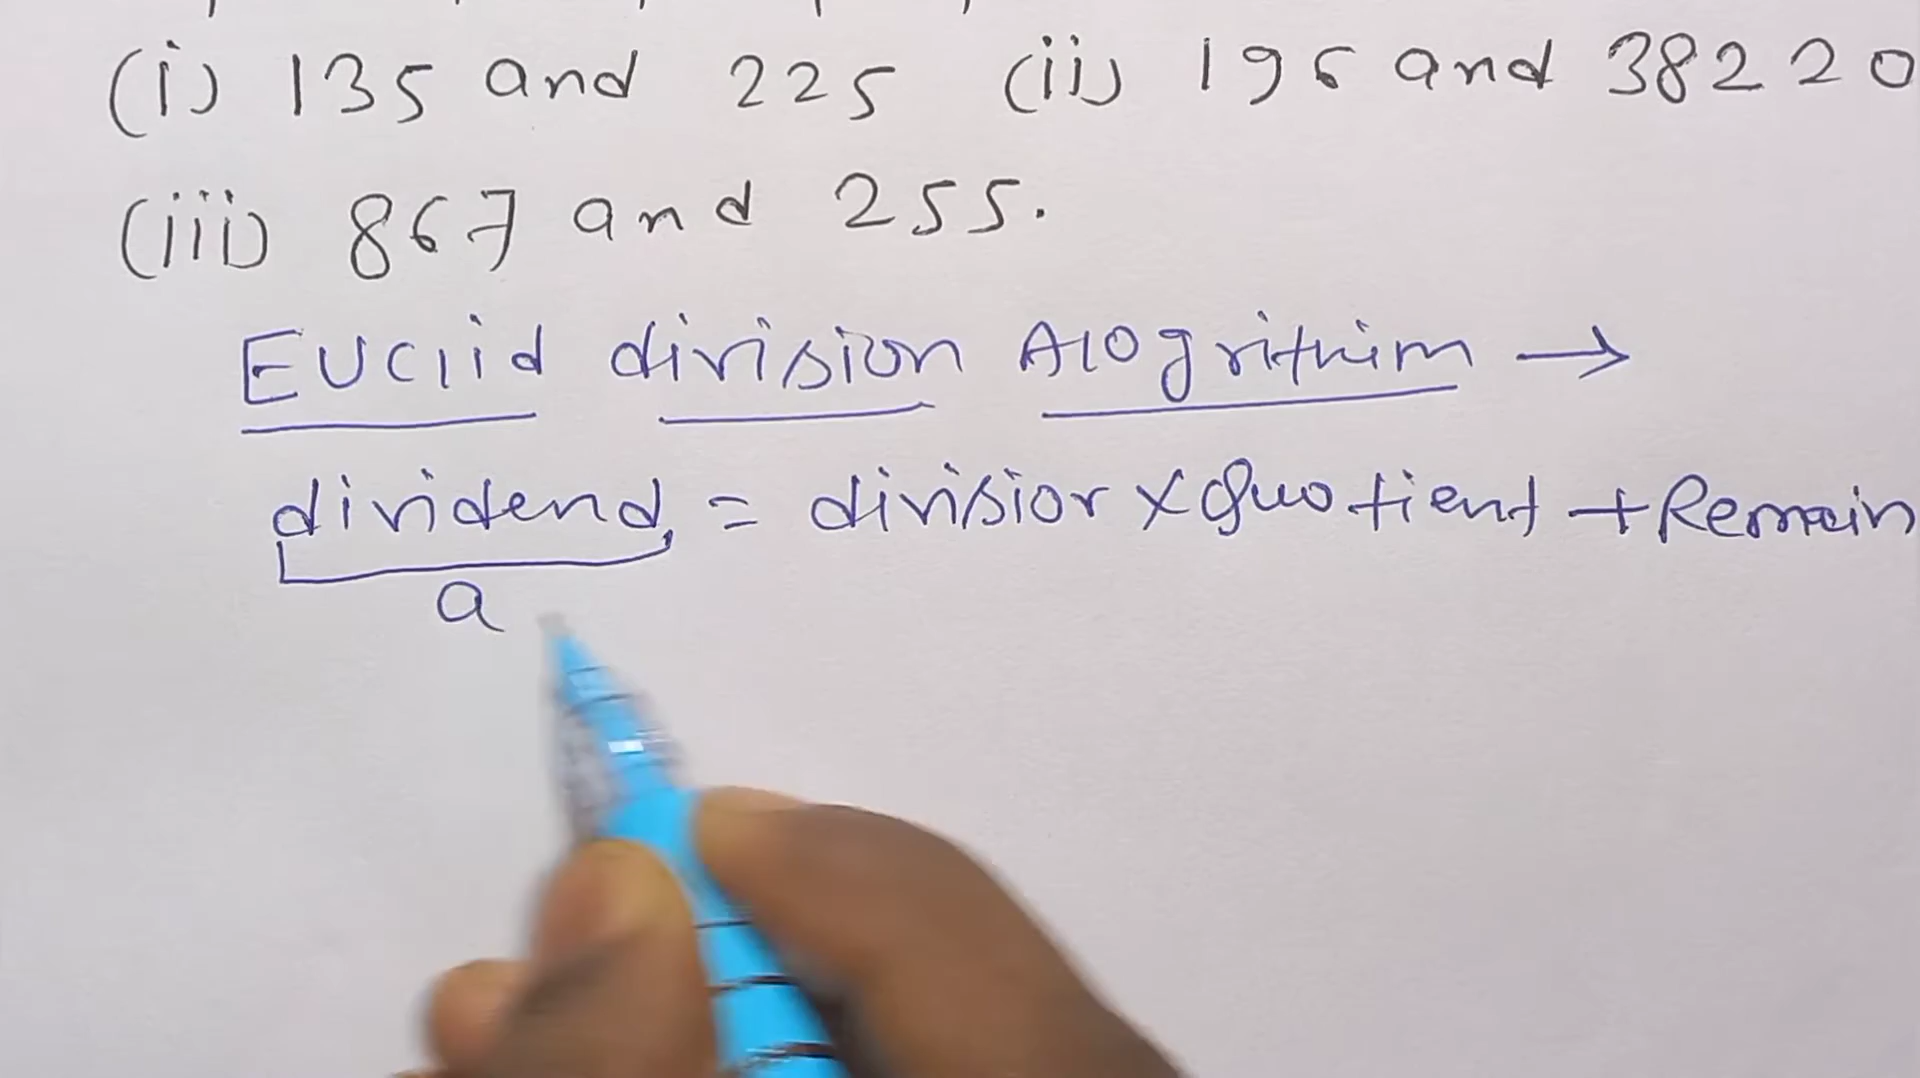 (i) 135 and 225 (ii) 196 and 38220
(iii) 867 and 255.
Euclid division Alogrithim →
dividend = divisior × Quotient + Remain
a